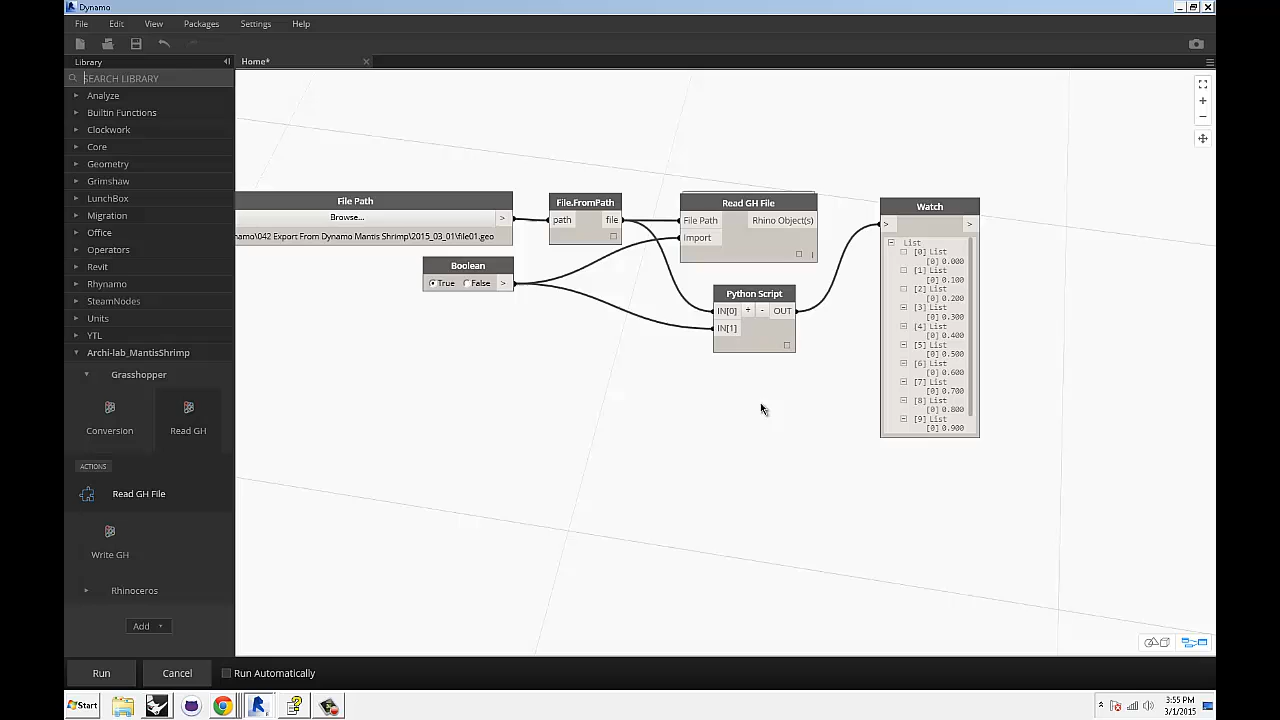 Dynamo
File Edit View Packages Settings Help
Library
Home*
SEARCH LIBRARY
Analyze
Builtin Functions
Clockwork
Core
Geometry
Grimshaw
LunchBox
Migration
Office
Operators
Revit
Rhynamo
SteamNodes
Units
YTL
Archi-lab_MantisShrimp
Grasshopper
Conversion
Read GH
ACTIONS
Read GH File
Write GH
Rhinoceros
Add
Run
Cancel
Run Automatically
File Path
Browse...
>
namo\042 Export From Dynamo Mantis Shrimp\2015_03_01\file01.geo
Boolean
True False >
File.FromPath
path file
Read GH File
File Path Rhino Object(s)
Import
Python Script
IN[0] + - OUT
IN[1]
Watch
> >
List
[0] List
[0] 0.000
[1] List
[0] 0.100
[2] List
[0] 0.200
[3] List
[0] 0.300
[4] List
[0] 0.400
[5] List
[0] 0.500
[6] List
[0] 0.600
[7] List
[0] 0.700
[8] List
[0] 0.800
[9] List
[0] 0.900
Start
3:55 PM
3/1/2015